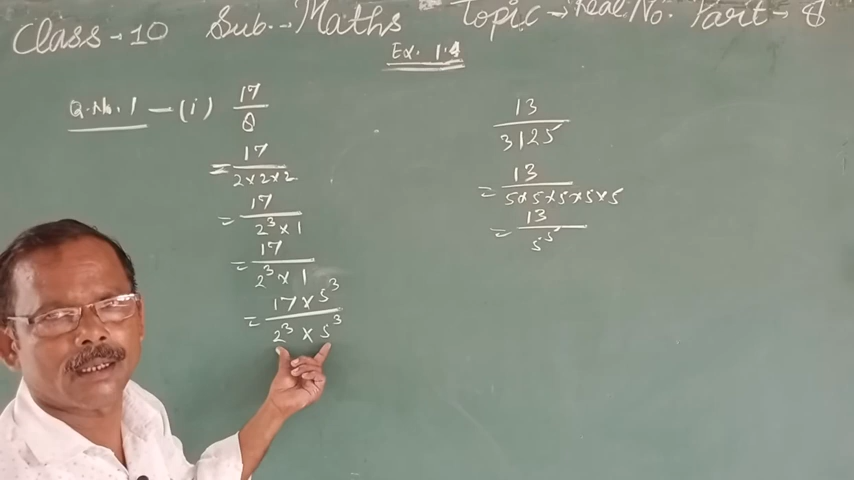 Class → 10 Sub. → Maths Topic → Real No. Part → 8
Ex. 1.4
Q. No. 1 — (i) 17/8
= 17/2×2×2
= 17/2³ × 1
= 17/2³ × 1
= 17 × 5³/2³ × 5³
13/3125
= 13/5×5×5×5×5
= 13/5⁵